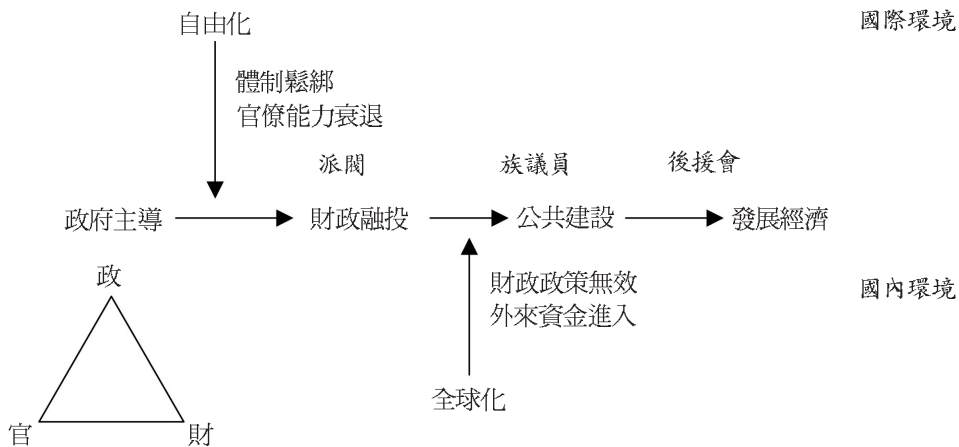 自由化
國際環境
體制鬆綁
官僚能力衰退
派閥
族議員
後援會
政府主導
財政融投
公共建設
發展經濟
政
財政政策無效
外來資金進入
國內環境
全球化
官
財